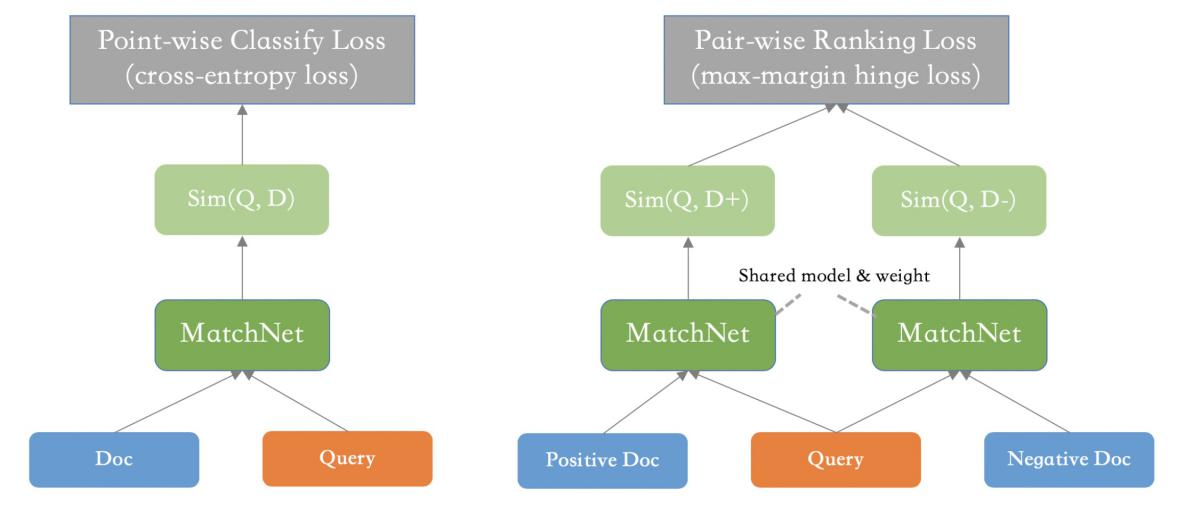 Point-wise Classify Loss
(cross-entropy loss)
Sim(Q, D)
MatchNet
Doc
Query
Pair-wise Ranking Loss
(max-margin hinge loss)
Sim(Q, D+)
Sim(Q, D-)
Shared model & weight
MatchNet
MatchNet
Positive Doc
Query
Negative Doc